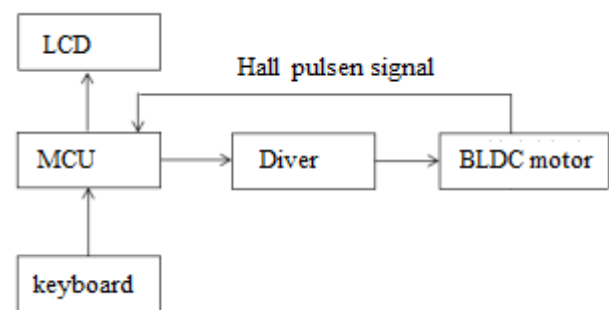 LCD
Hall pulsen signal
MCU
Diver
BLDC motor
keyboard